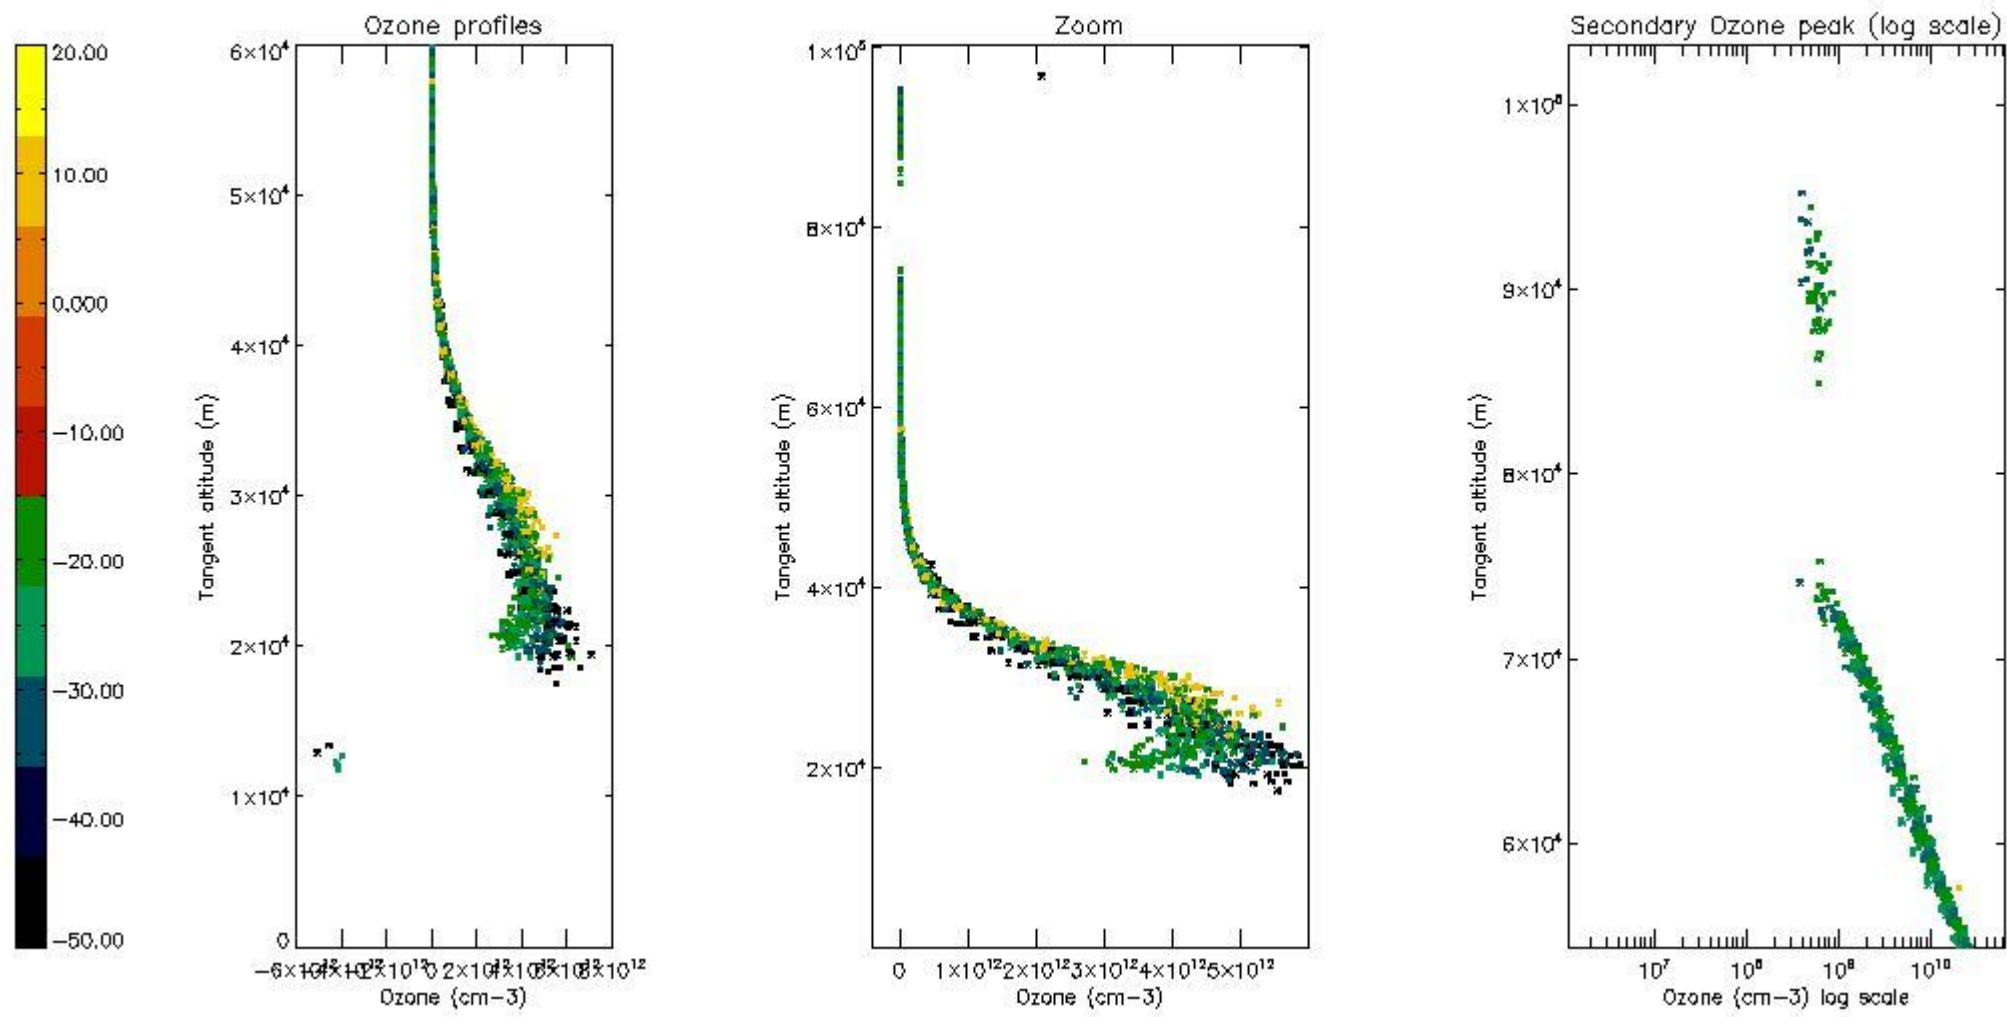 Ozone profiles
Zoom
Secondary Ozone peak (log scale)
20.00
10.00
0.000
−10.00
−20.00
−30.00
−40.00
−50.00
6×10⁴
5×10⁴
4×10⁴
3×10⁴
2×10⁴
1×10⁴
0
Tangent altitude (m)
0
8×10¹²
Ozone (cm−3)
1×10⁵
8×10⁴
6×10⁴
4×10⁴
2×10⁴
Tangent altitude (m)
0 1×10¹² 2×10¹² 3×10¹² 4×10¹² 5×10¹²
Ozone (cm−3)
9×10⁴
8×10⁴
7×10⁴
6×10⁴
Tangent altitude (m)
10⁷ 10⁹ 10¹⁰
Ozone (cm−3) log scale